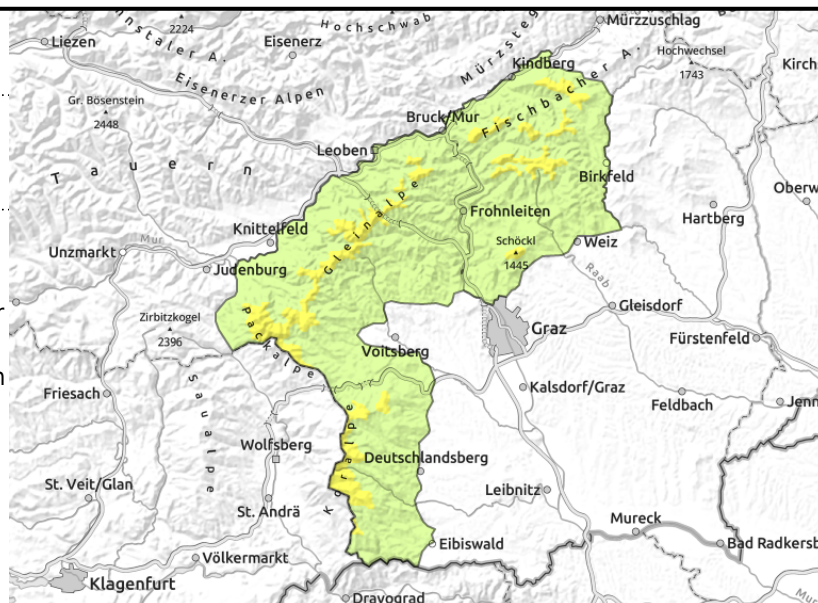 Hochschwab
Mürzzuschlag
2224
Liezen
nnstaler A.
Eisenerz
Mürzsteg
Hochwechsel
1743
Kirch
Kindberg
Eisenerzer Alpen
Gr. Bösenstein
2448
Fischbacher A.
Bruck/Mur
Leoben
Tauern
Birkfeld
Oberw
Hartberg
Frohnleiten
Gleinalpe
Knittelfeld
Unzmarkt
Mur
Schöckl
1445
Weiz
Judenburg
Raab
Gleisdorf
Zirbitzkogel
2396
Packalpe
Graz
Fürstenfeld
Voitsberg
Friesach
Saualpe
Kalsdorf/Graz
Feldbach
Jenn
Koralpe
Wolfsberg
Deutschlandsberg
St. Veit/Glan
Leibnitz
St. Andrä
Mureck
Völkermarkt
Eibiswald
Bad Radkersb
Klagenfurt
Dravograd
Mur